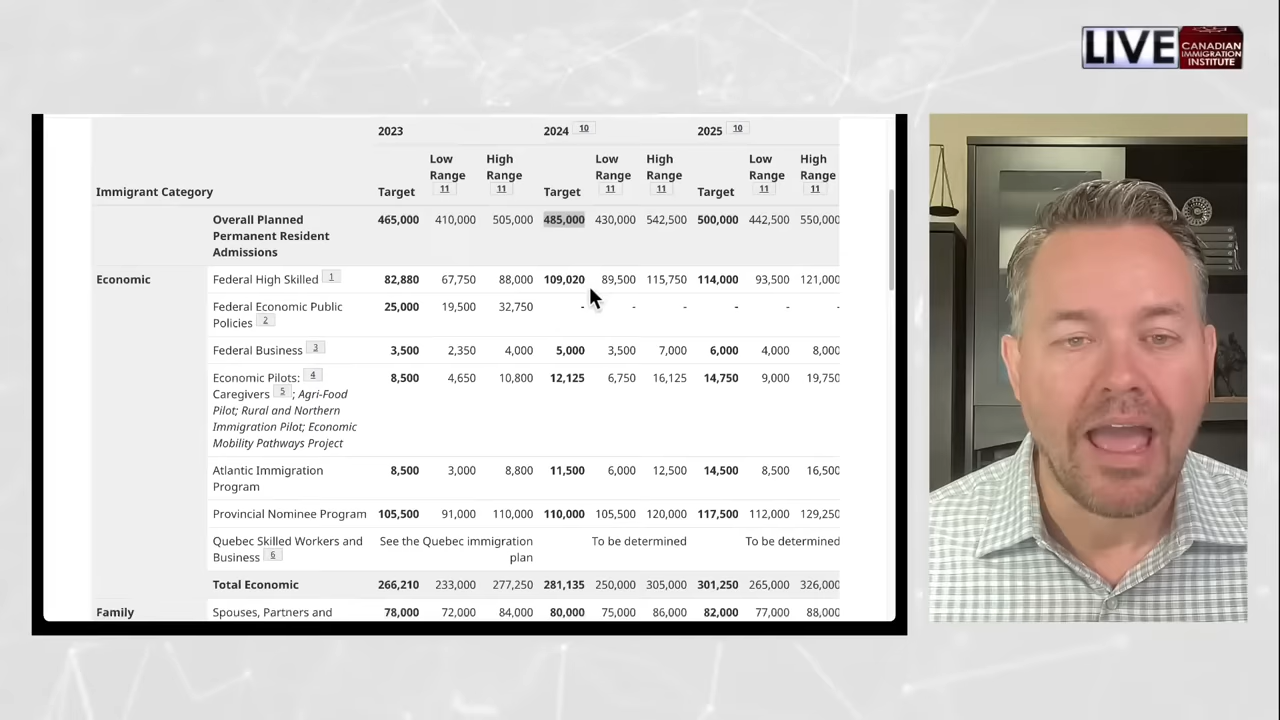 LIVE
CANADIAN
IMMIGRATION
INSTITUTE
2023 2024 10 2025 10
Low High Low High Low High
Range Range Range Range Range Range
Immigrant Category Target 11 11 Target 11 11 Target 11 11
Overall Planned 465,000 410,000 505,000 485,000 430,000 542,500 500,000 442,500 550,000
Permanent Resident
Admissions
Economic Federal High Skilled 1 82,880 67,750 88,000 109,020 89,500 115,750 114,000 93,500 121,000
Federal Economic Public 25,000 19,500 32,750 - - - - - -
Policies 2
Federal Business 3 3,500 2,350 4,000 5,000 3,500 7,000 6,000 4,000 8,000
Economic Pilots: 4 8,500 4,650 10,800 12,125 6,750 16,125 14,750 9,000 19,750
Caregivers 5 ; Agri-Food
Pilot; Rural and Northern
Immigration Pilot; Economic
Mobility Pathways Project
Atlantic Immigration 8,500 3,000 8,800 11,500 6,000 12,500 14,500 8,500 16,500
Program
Provincial Nominee Program 105,500 91,000 110,000 110,000 105,500 120,000 117,500 112,000 129,250
Quebec Skilled Workers and See the Quebec immigration To be determined To be determined
Business 6 plan
Total Economic 266,210 233,000 277,250 281,135 250,000 305,000 301,250 265,000 326,000
Family Spouses, Partners and 78,000 72,000 84,000 80,000 75,000 86,000 82,000 77,000 88,000